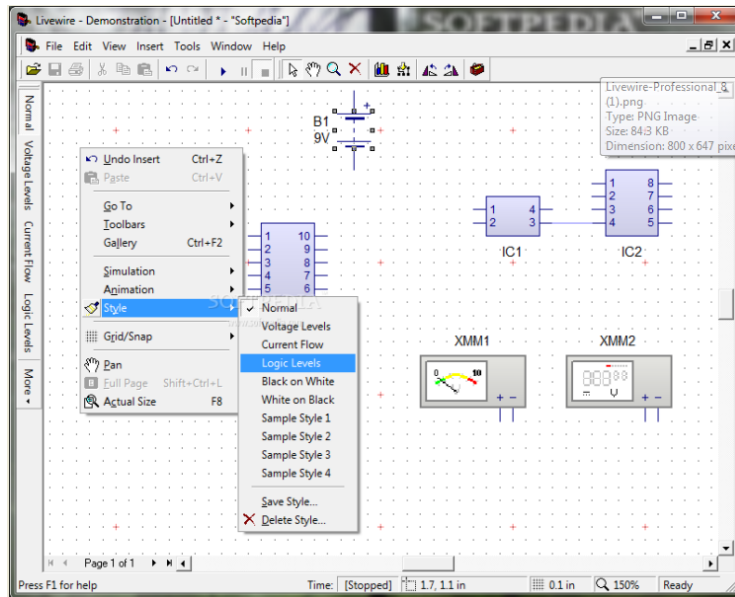 Livewire - Demonstration - [Untitled * - "Softpedia"]
SOFTPEDIA
File Edit View Insert Tools Window Help
Livewire-Professional_&
(1).png
Type: PNG Image
Size: 84.3 KB
Dimension: 800 x 647 pixe
Normal
Voltage Levels
Current Flow
Logic Levels
More
B1
9V
+
Undo Insert Ctrl+Z
Paste Ctrl+V
Go To
Toolbars
Gallery Ctrl+F2
Simulation
Animation
Style
Grid/Snap
Pan
Full Page Shift+Ctrl+L
Actual Size F8
1 10
2 9
3 8
4 7
5 6
SOFTPEDIA
Normal
Voltage Levels
Current Flow
Logic Levels
Black on White
White on Black
Sample Style 1
Sample Style 2
Sample Style 3
Sample Style 4
Save Style...
Delete Style...
1 4
2 3
IC1
1 8
2 7
3 6
4 5
IC2
XMM1
0 10
+ -
XMM2
V
+ -
Page 1 of 1
Press F1 for help
Time: [Stopped]
1.7, 1.1 in
0.1 in
150%
Ready